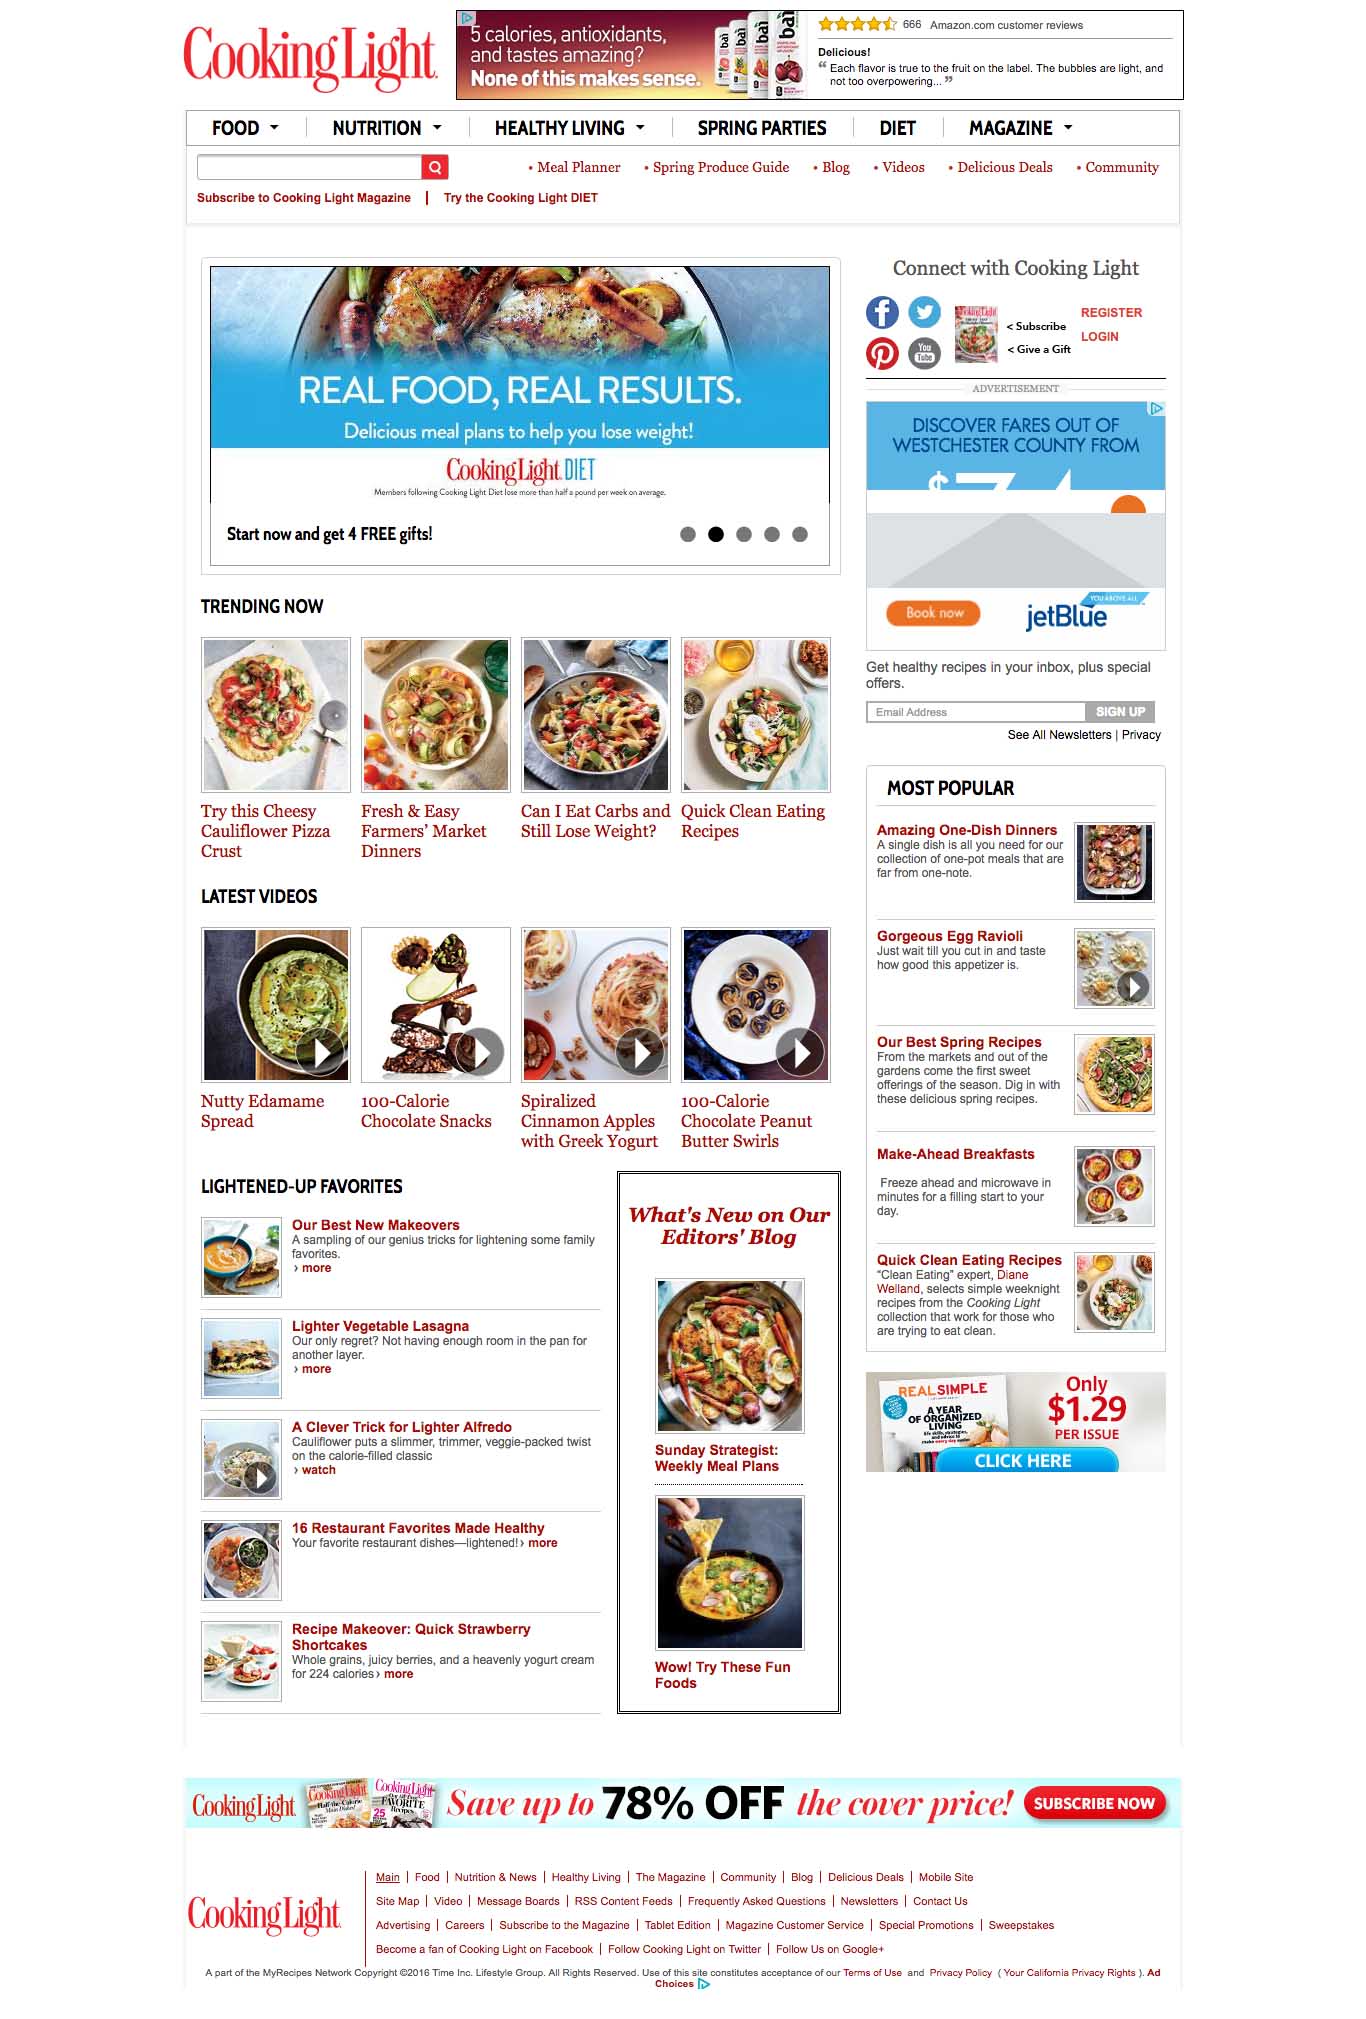 Cooking Light
5 calories, antioxidants,
and tastes amazing?
None of this makes sense.
bai bai bai bai
666 Amazon.com customer reviews
Delicious!
“ Each flavor is true to the fruit on the label. The bubbles are light, and
not too overpowering... ”
FOOD NUTRITION HEALTHY LIVING SPRING PARTIES DIET MAGAZINE
• Meal Planner • Spring Produce Guide • Blog • Videos • Delicious Deals • Community
Subscribe to Cooking Light Magazine | Try the Cooking Light DIET
REAL FOOD, REAL RESULTS.
Delicious meal plans to help you lose weight!
Cooking Light DIET
Members following Cooking Light Diet lose more than half a pound per week on average.
Start now and get 4 FREE gifts!
Connect with Cooking Light
REGISTER
< Subscribe
LOGIN
You
Tube
< Give a Gift
ADVERTISEMENT
DISCOVER FARES OUT OF
WESTCHESTER COUNTY FROM
Book now
YOU ABOVE ALL
jetBlue
Get healthy recipes in your inbox, plus special
offers.
Email Address SIGN UP
See All Newsletters | Privacy
TRENDING NOW
Try this Cheesy
Cauliflower Pizza
Crust
Fresh & Easy
Farmers’ Market
Dinners
Can I Eat Carbs and
Still Lose Weight?
Quick Clean Eating
Recipes
LATEST VIDEOS
Nutty Edamame
Spread
100-Calorie
Chocolate Snacks
Spiralized
Cinnamon Apples
with Greek Yogurt
100-Calorie
Chocolate Peanut
Butter Swirls
MOST POPULAR
Amazing One-Dish Dinners
A single dish is all you need for our
collection of one-pot meals that are
far from one-note.
Gorgeous Egg Ravioli
Just wait till you cut in and taste
how good this appetizer is.
Our Best Spring Recipes
From the markets and out of the
gardens come the first sweet
offerings of the season. Dig in with
these delicious spring recipes.
Make-Ahead Breakfasts
Freeze ahead and microwave in
minutes for a filling start to your
day.
Quick Clean Eating Recipes
“Clean Eating” expert, Diane
Welland, selects simple weeknight
recipes from the Cooking Light
collection that work for those who
are trying to eat clean.
REAL SIMPLE
A YEAR
OF ORGANIZED
LIVING
Only
$1.29
PER ISSUE
CLICK HERE
LIGHTENED-UP FAVORITES
Our Best New Makeovers
A sampling of our genius tricks for lightening some family
favorites.
› more
Lighter Vegetable Lasagna
Our only regret? Not having enough room in the pan for
another layer.
› more
A Clever Trick for Lighter Alfredo
Cauliflower puts a slimmer, trimmer, veggie-packed twist
on the calorie-filled classic
› watch
16 Restaurant Favorites Made Healthy
Your favorite restaurant dishes—lightened! › more
Recipe Makeover: Quick Strawberry
Shortcakes
Whole grains, juicy berries, and a heavenly yogurt cream
for 224 calories › more
What's New on Our
Editors' Blog
Sunday Strategist:
Weekly Meal Plans
Wow! Try These Fun
Foods
Cooking Light Save up to 78% OFF the cover price! SUBSCRIBE NOW
Cooking Light
Main | Food | Nutrition & News | Healthy Living | The Magazine | Community | Blog | Delicious Deals | Mobile Site
Site Map | Video | Message Boards | RSS Content Feeds | Frequently Asked Questions | Newsletters | Contact Us
Advertising | Careers | Subscribe to the Magazine | Tablet Edition | Magazine Customer Service | Special Promotions | Sweepstakes
Become a fan of Cooking Light on Facebook | Follow Cooking Light on Twitter | Follow Us on Google+
A part of the MyRecipes Network Copyright ©2016 Time Inc. Lifestyle Group. All Rights Reserved. Use of this site constitutes acceptance of our Terms of Use and Privacy Policy ( Your California Privacy Rights ). Ad
Choices